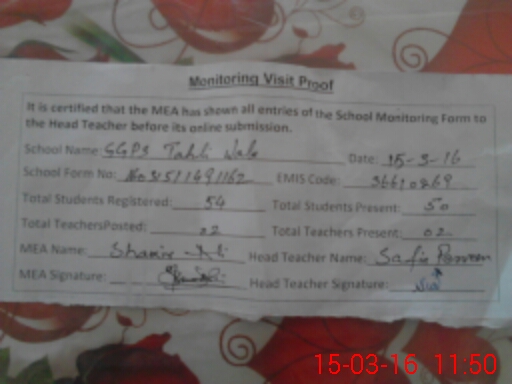 Monitoring Visit Proof
It is certified that the MEA has shown all entries of the School Monitoring Form to
the Head Teacher before its online submission.
School Name: GGPS Tahli Wala Date: 15-3-16
School Form No: EMIS Code: 36610269
Total Students Registered: 54 Total Students Present: 50
Total TeachersPosted: 02 Total Teachers Present: 02
MEA Name: Head Teacher Name: Safia Parveen
MEA Signature: Head Teacher Signature:
15-03-16 11:50